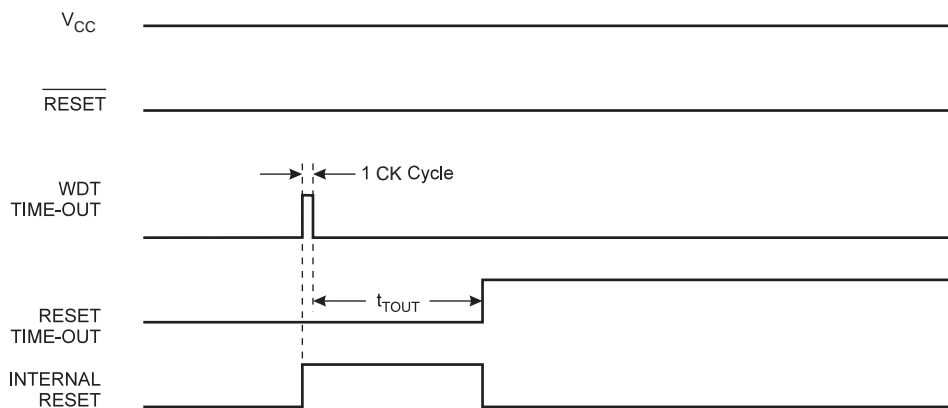 VCC
RESET
1 CK Cycle
WDT
TIME-OUT
tTOUT
RESET
TIME-OUT
INTERNAL
RESET